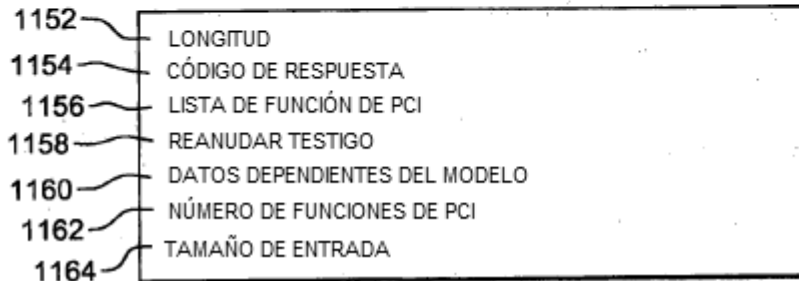 1152 LONGITUD
1154 CÓDIGO DE RESPUESTA
1156 LISTA DE FUNCIÓN DE PCI
1158 REANUDAR TESTIGO
1160 DATOS DEPENDIENTES DEL MODELO
1162 NÚMERO DE FUNCIONES DE PCI
1164 TAMAÑO DE ENTRADA